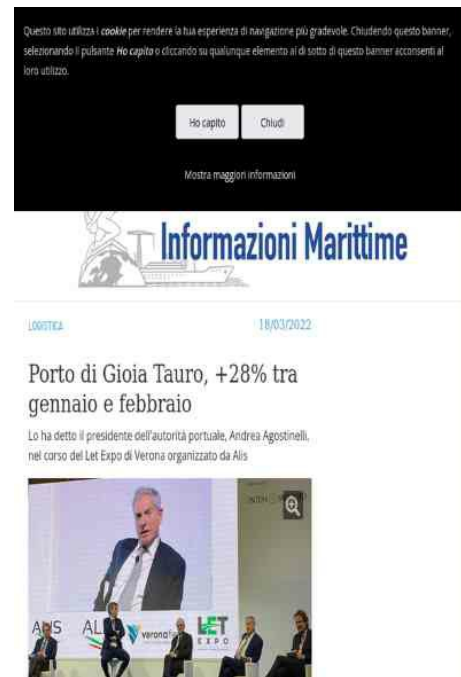 Questo sito utilizza i cookie per rendere la tua esperienza di navigazione più gradevole. Chiudendo questo banner,
selezionando il pulsante Ho capito o cliccando su qualunque elemento al di sotto di questo banner acconsenti al
loro utilizzo.
Ho capito
Chiudi
Mostra maggiori informazioni
Informazioni Marittime
LOGISTICA
18/03/2022
Porto di Gioia Tauro, +28% tra
gennaio e febbraio
Lo ha detto il presidente dell'autorità portuale, Andrea Agostinelli,
nel corso del Let Expo di Verona organizzato da Alis
LET
EXPO